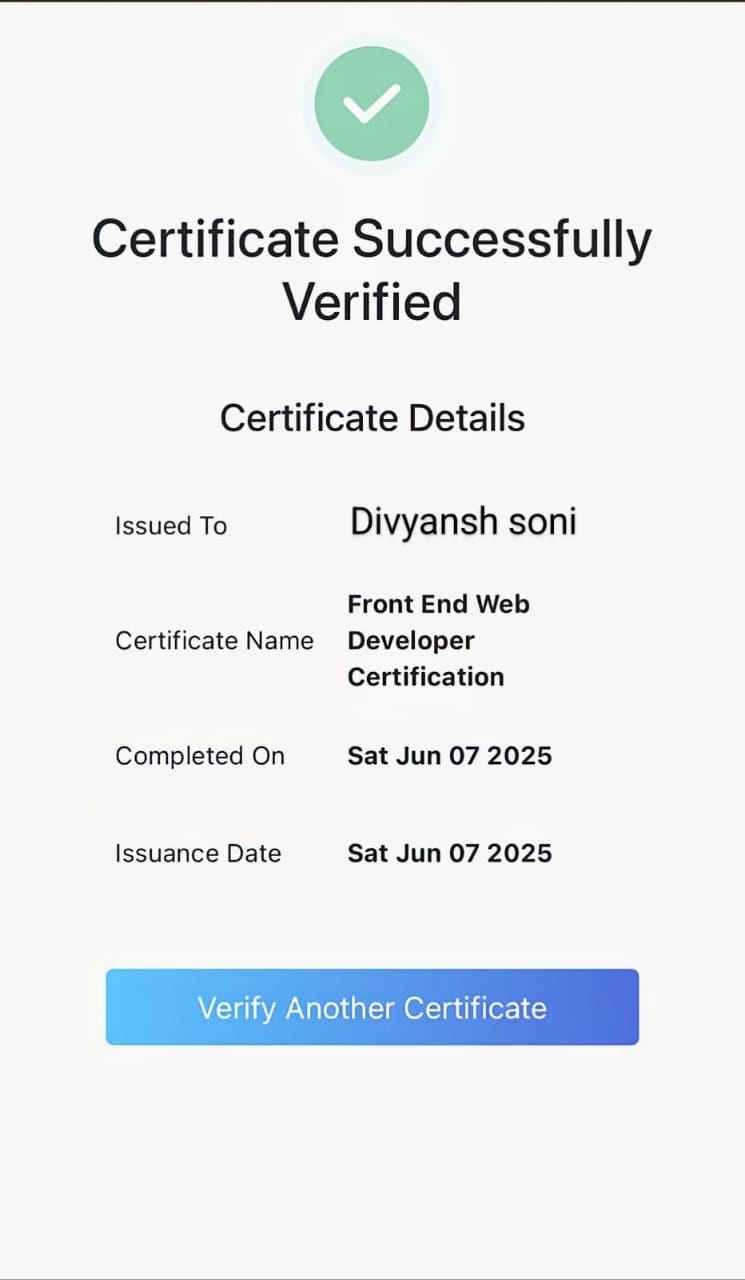 Certificate Successfully
Verified
Certificate Details
Issued To Divyansh soni
Front End Web
Certificate Name Developer
Certification
Completed On Sat Jun 07 2025
Issuance Date Sat Jun 07 2025
Verify Another Certificate